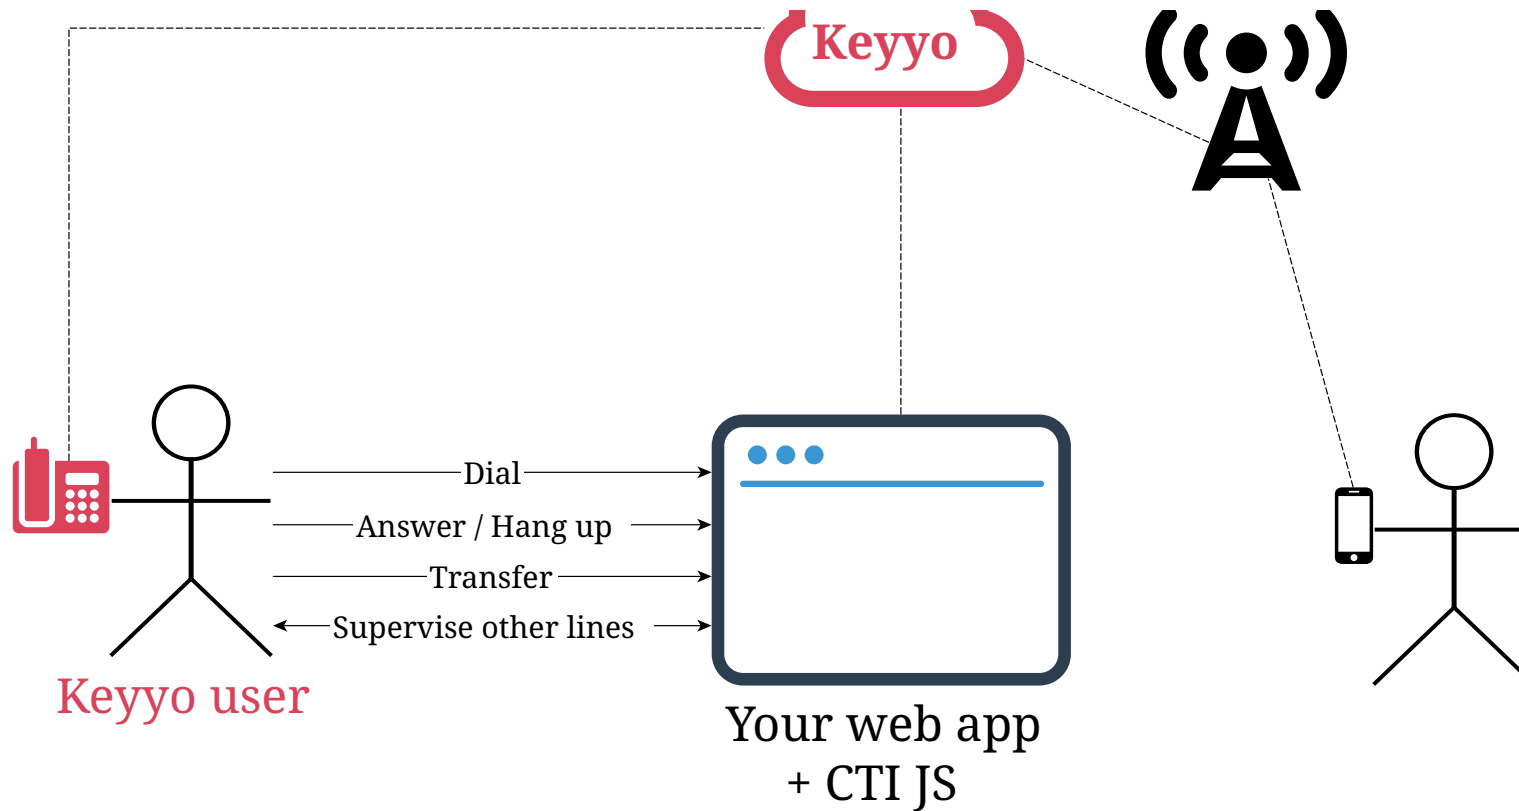 Keyyo
Dial
Answer / Hang up
Transfer
Supervise other lines
Keyyo user
Your web app
+ CTI JS